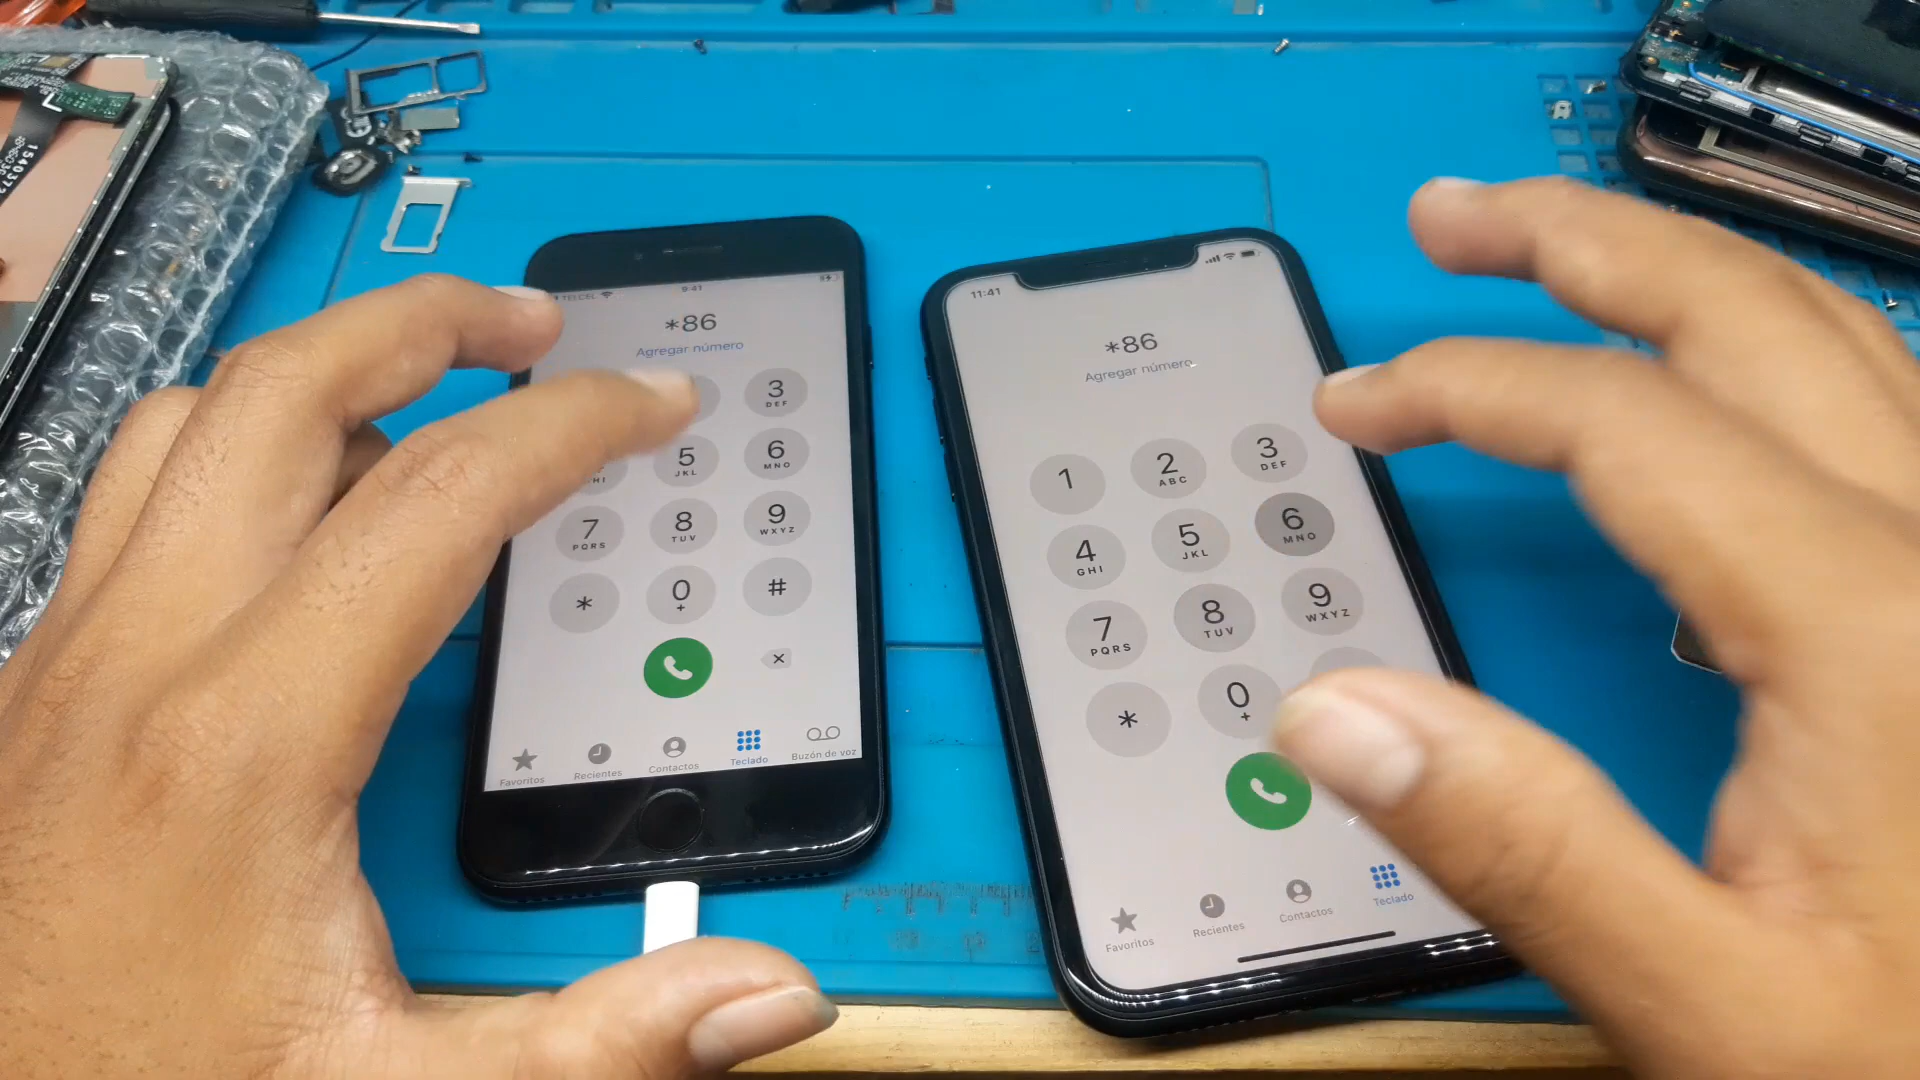 TELCEL
9:41
*86
Agregar número
3
DEF
5
JKL
6
MNO
7
PQRS
8
TUV
9
WXYZ
*
0
+
#
Favoritos
Recientes
Contactos
Teclado
Buzón de voz
11:41
*86
Agregar número
1
2
ABC
3
DEF
4
GHI
5
JKL
6
MNO
7
PQRS
8
TUV
9
WXYZ
*
0
+
Favoritos
Recientes
Contactos
Teclado